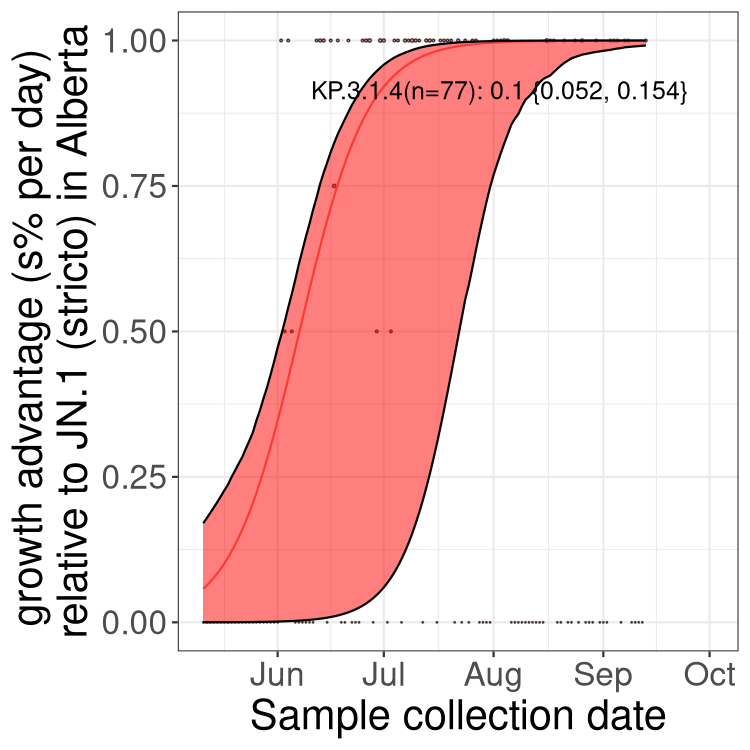 growth advantage (s% per day)
relative to JN.1 (stricto) in Alberta
1.00
0.75
0.50
0.25
0.00
KP.3.1.4(n=77): 0.1 {0.052, 0.154}
Jun Jul Aug Sep Oct
Sample collection date